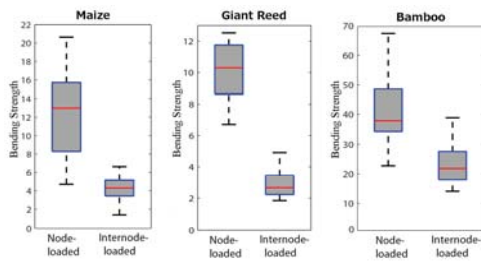 Maize
Bending Strength
22
20
18
16
14
12
10
8
6
4
2
0
Node-
loaded
Internode-
loaded
Giant Reed
Bending Strength
12
10
8
6
4
2
0
Node-
loaded
Internode-
loaded
Bamboo
Bending Strength
70
60
50
40
30
20
10
0
Node-
loaded
Internode-
loaded